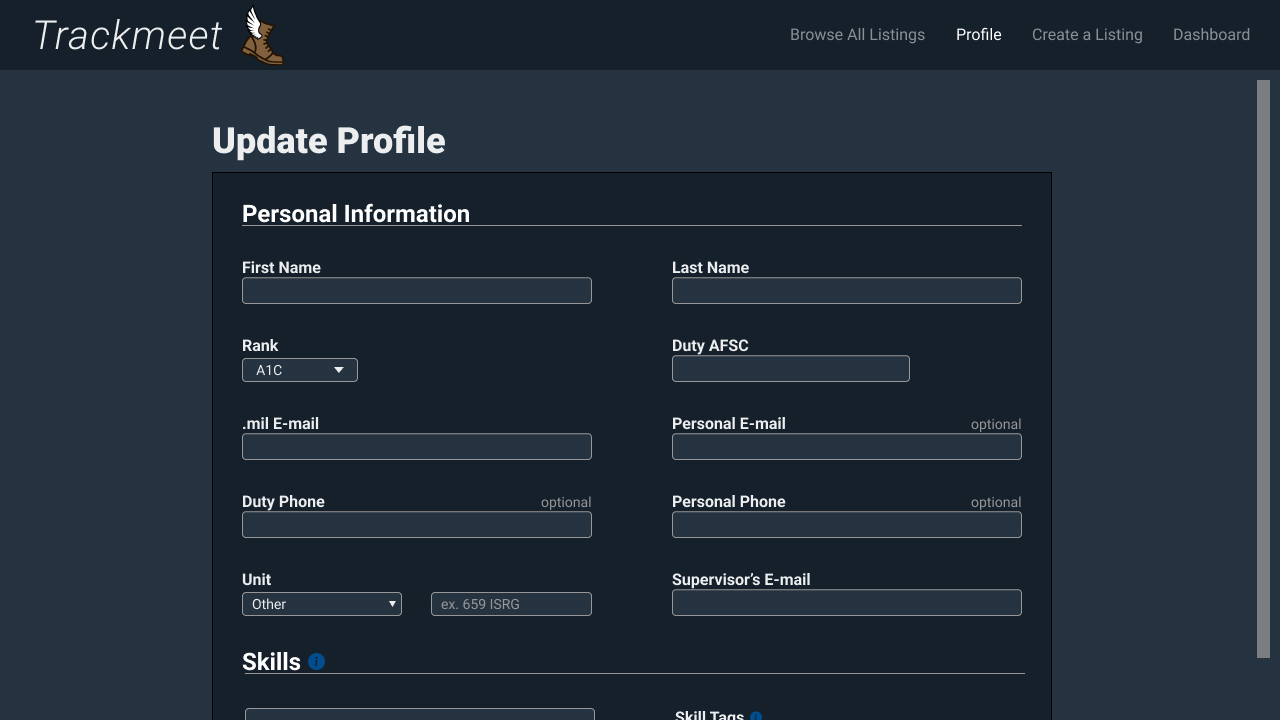 Trackmeet
Browse All Listings Profile Create a Listing Dashboard
Update Profile
Personal Information
First Name Last Name
Rank Duty AFSC
A1C
.mil E-mail Personal E-mail optional
Duty Phone optional Personal Phone optional
Unit Supervisor’s E-mail
Other ex. 659 ISRG
Skills i
Skill Tags